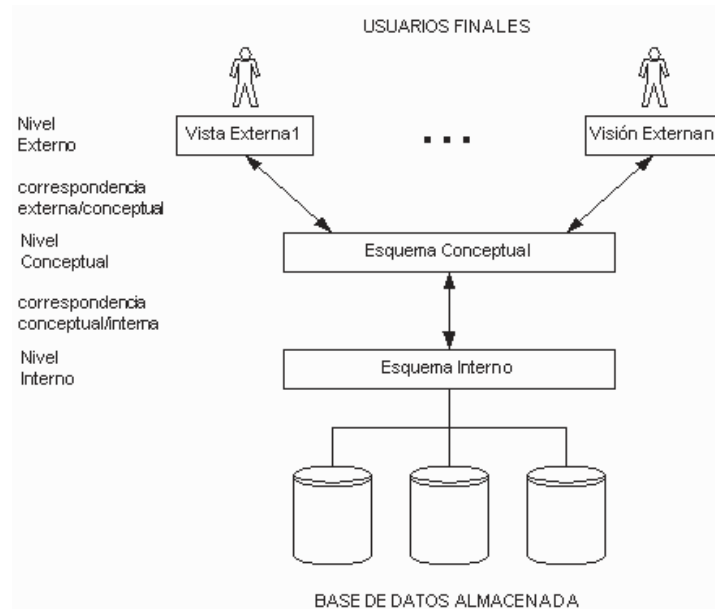 USUARIOS FINALES
Nivel
Externo
Vista Externa1
...
Visión Externan
correspondencia
externa/conceptual
Nivel
Conceptual
Esquema Conceptual
correspondencia
conceptual/interna
Nivel
Interno
Esquema Interno
BASE DE DATOS ALMACENADA